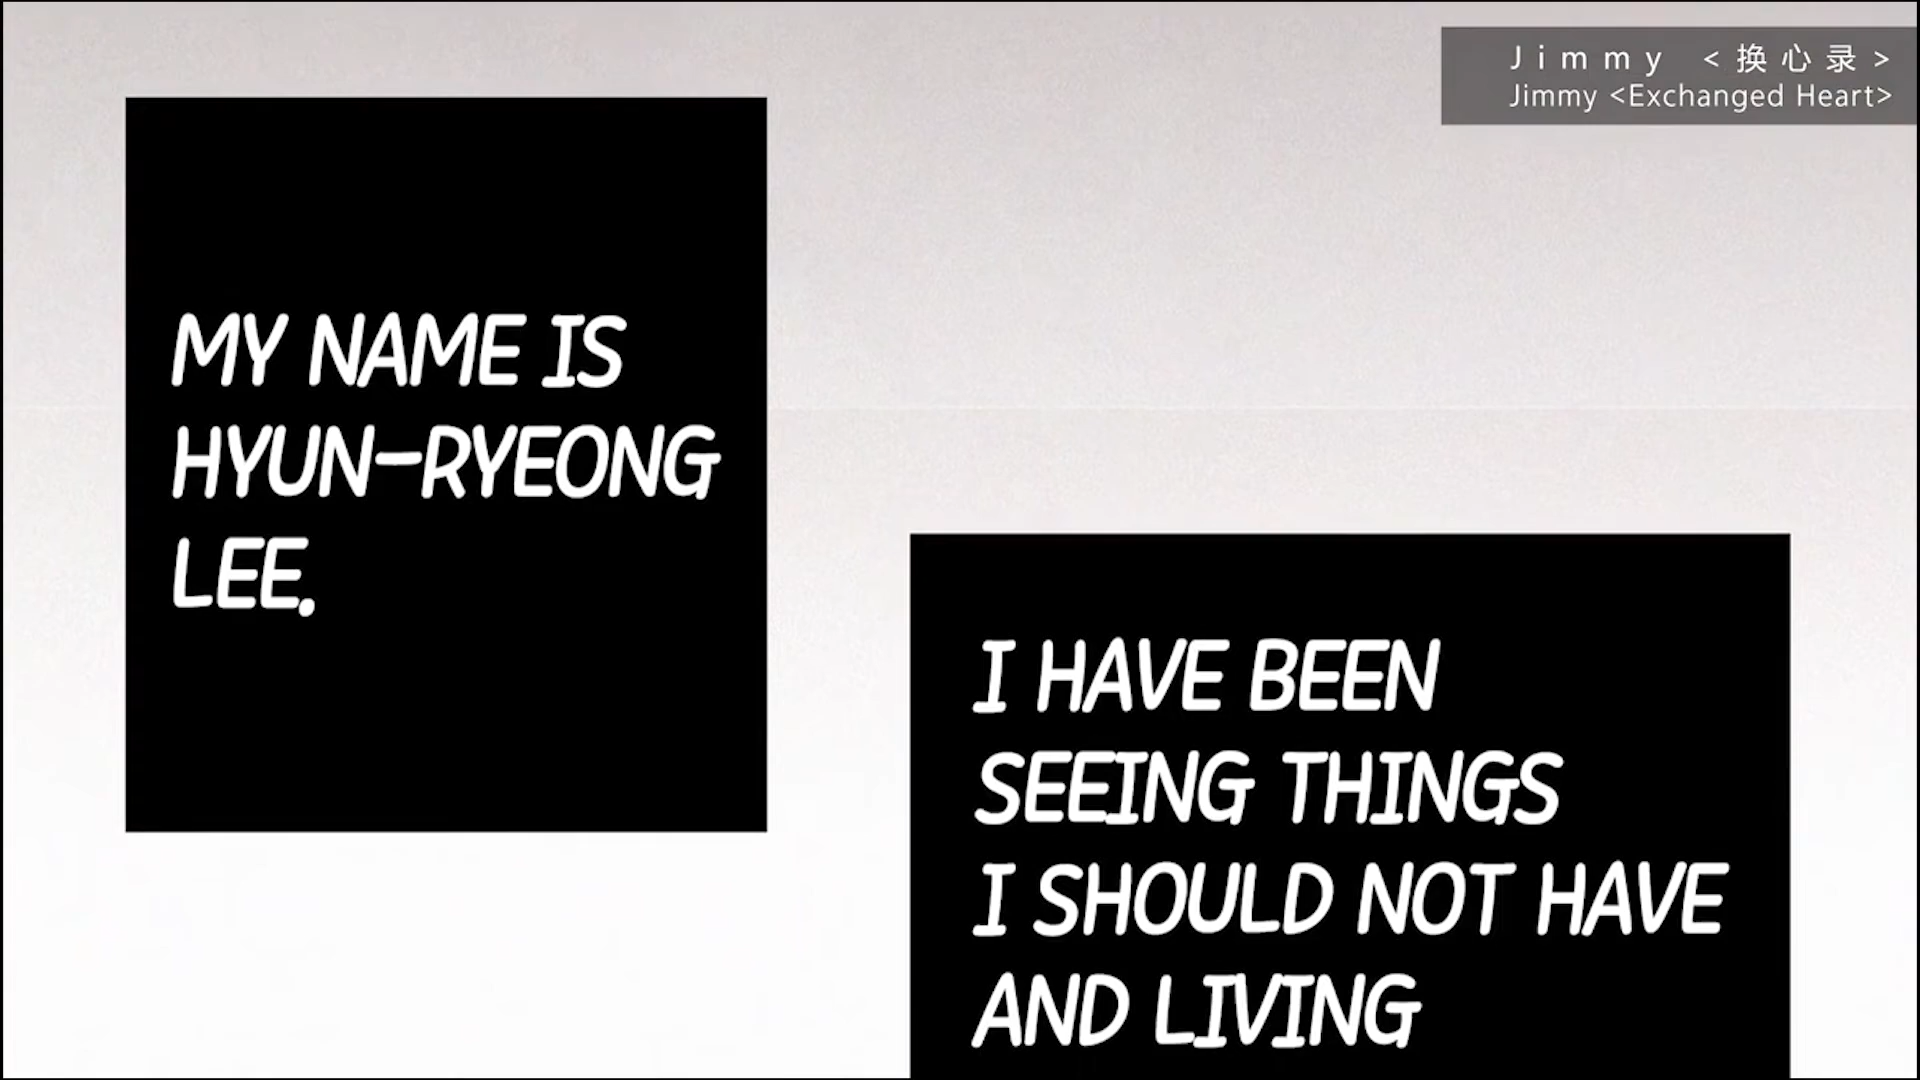 Jimmy <换心录>
Jimmy <Exchanged Heart>
MY NAME IS
HYUN-RYEONG
LEE.
I HAVE BEEN
SEEING THINGS
I SHOULD NOT HAVE
AND LIVING